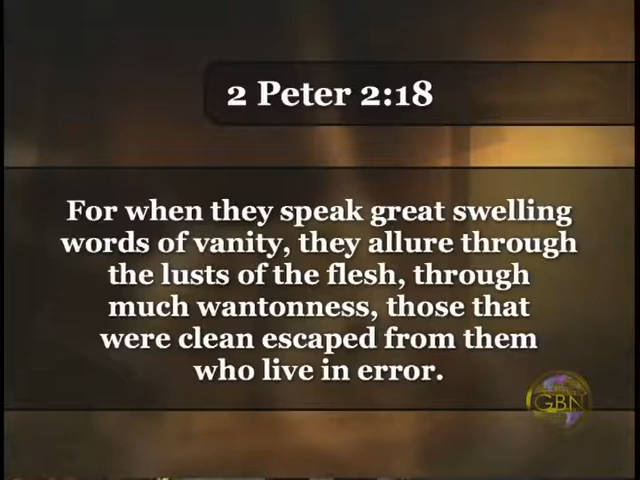 2 Peter 2:18
For when they speak great swelling
words of vanity, they allure through
the lusts of the flesh, through
much wantonness, those that
were clean escaped from them
who live in error.
GBN